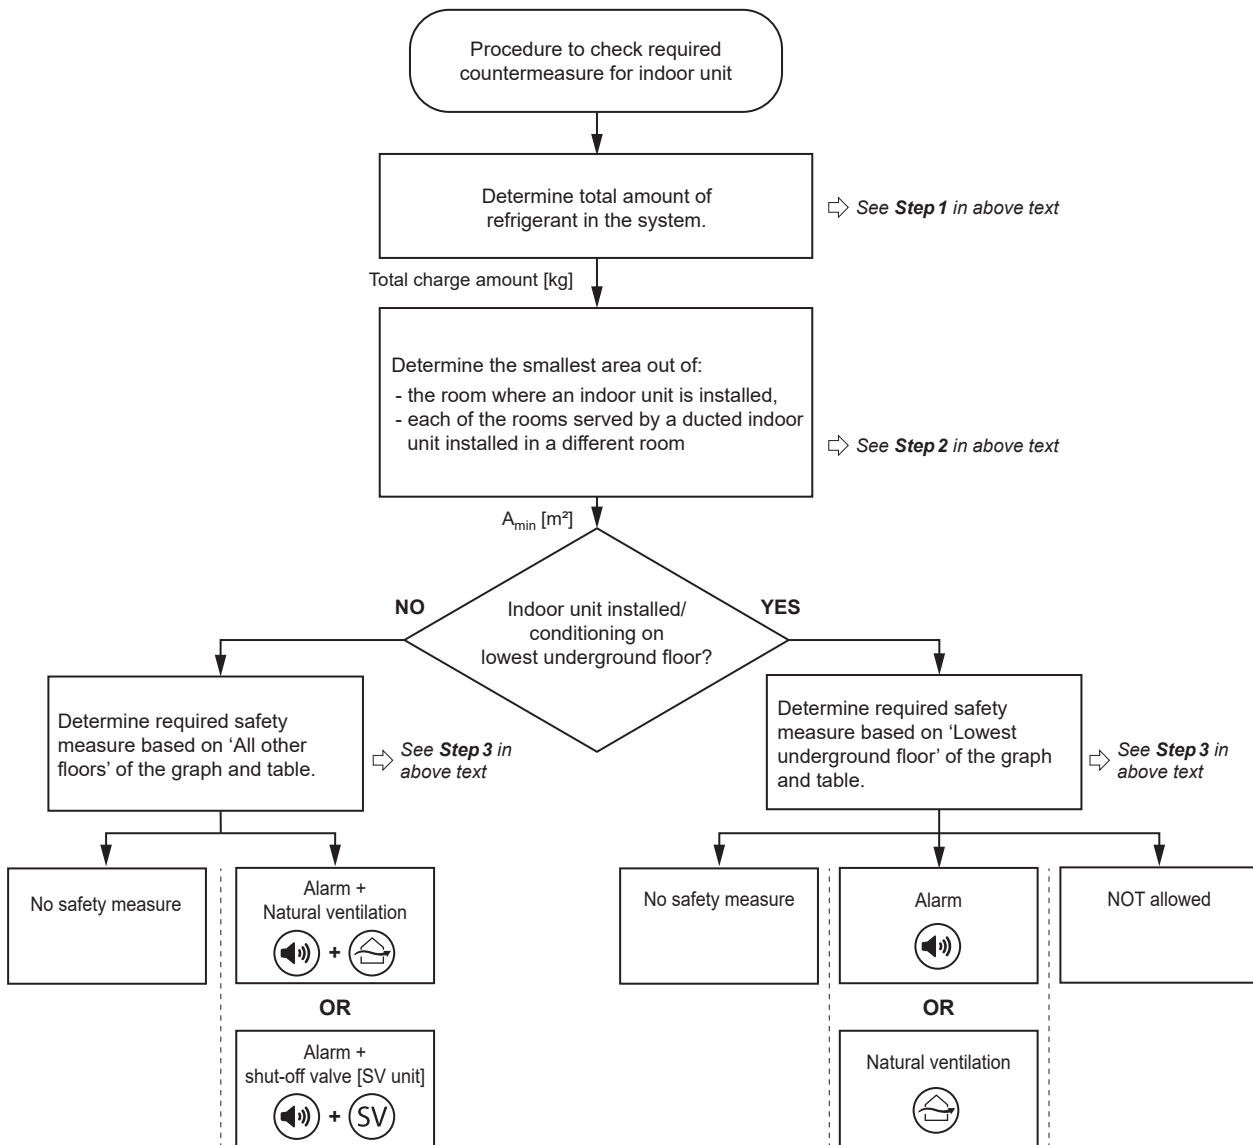 Procedure to check required
countermeasure for indoor unit
Determine total amount of
refrigerant in the system.
See Step 1 in above text
Total charge amount [kg]
Determine the smallest area out of:
- the room where an indoor unit is installed,
- each of the rooms served by a ducted indoor
unit installed in a different room
See Step 2 in above text
Amin [m²]
NO
Indoor unit installed/
conditioning on
lowest underground floor?
YES
Determine required safety
measure based on ‘All other
floors’ of the graph and table.
See Step 3 in
above text
Determine required safety
measure based on ‘Lowest
underground floor’ of the graph
and table.
See Step 3 in
above text
No safety measure
Alarm +
Natural ventilation
+
OR
Alarm +
shut-off valve [SV unit]
+ SV
No safety measure
Alarm
OR
Natural ventilation
NOT allowed